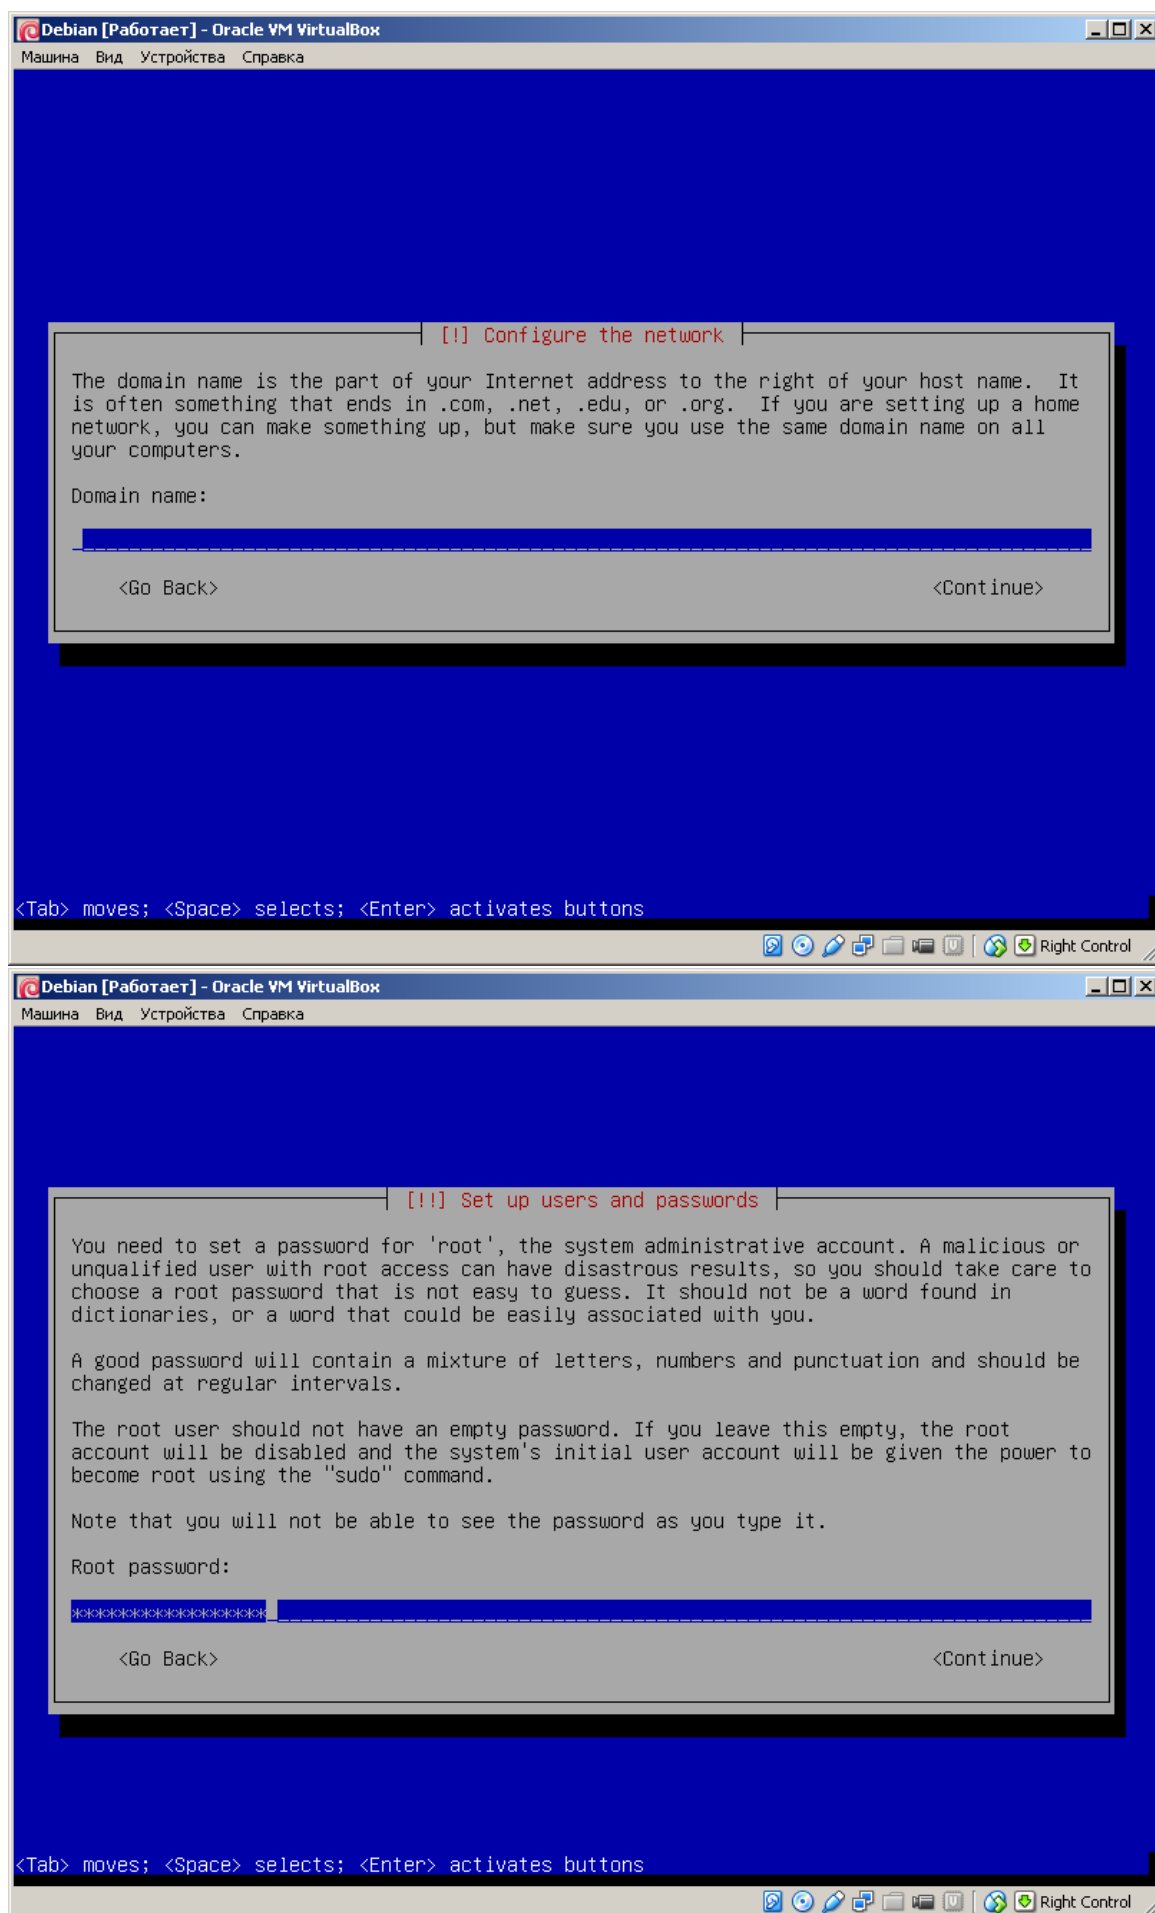 Debian [Работает] - Oracle VM VirtualBox
Машина Вид Устройства Справка
[!] Configure the network
The domain name is the part of your Internet address to the right of your host name.  It
is often something that ends in .com, .net, .edu, or .org.  If you are setting up a home
network, you can make something up, but make sure you use the same domain name on all
your computers.
Domain name:
<Go Back> <Continue>
<Tab> moves; <Space> selects; <Enter> activates buttons
Right Control
Debian [Работает] - Oracle VM VirtualBox
Машина Вид Устройства Справка
[!!] Set up users and passwords
You need to set a password for 'root', the system administrative account. A malicious or
unqualified user with root access can have disastrous results, so you should take care to
choose a root password that is not easy to guess. It should not be a word found in
dictionaries, or a word that could be easily associated with you.
A good password will contain a mixture of letters, numbers and punctuation and should be
changed at regular intervals.
The root user should not have an empty password. If you leave this empty, the root
account will be disabled and the system's initial user account will be given the power to
become root using the "sudo" command.
Note that you will not be able to see the password as you type it.
Root password:
*****************
<Go Back> <Continue>
<Tab> moves; <Space> selects; <Enter> activates buttons
Right Control